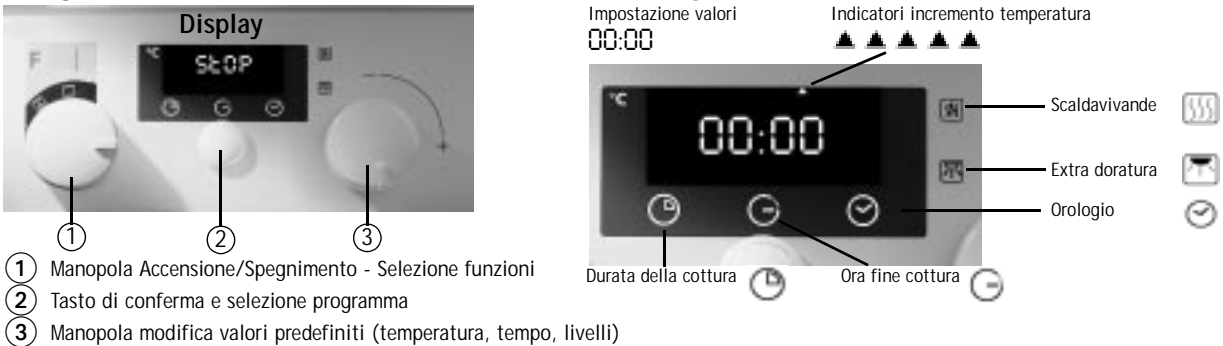 Display
F
°C
StOP
1
2
3
1 Manopola Accensione/Spegnimento - Selezione funzioni
2 Tasto di conferma e selezione programma
3 Manopola modifica valori predefiniti (temperatura, tempo, livelli)
Impostazione valori
00:00
Indicatori incremento temperatura
°C
00:00
Scaldavivande
Extra doratura
Orologio
Durata della cottura
Ora fine cottura